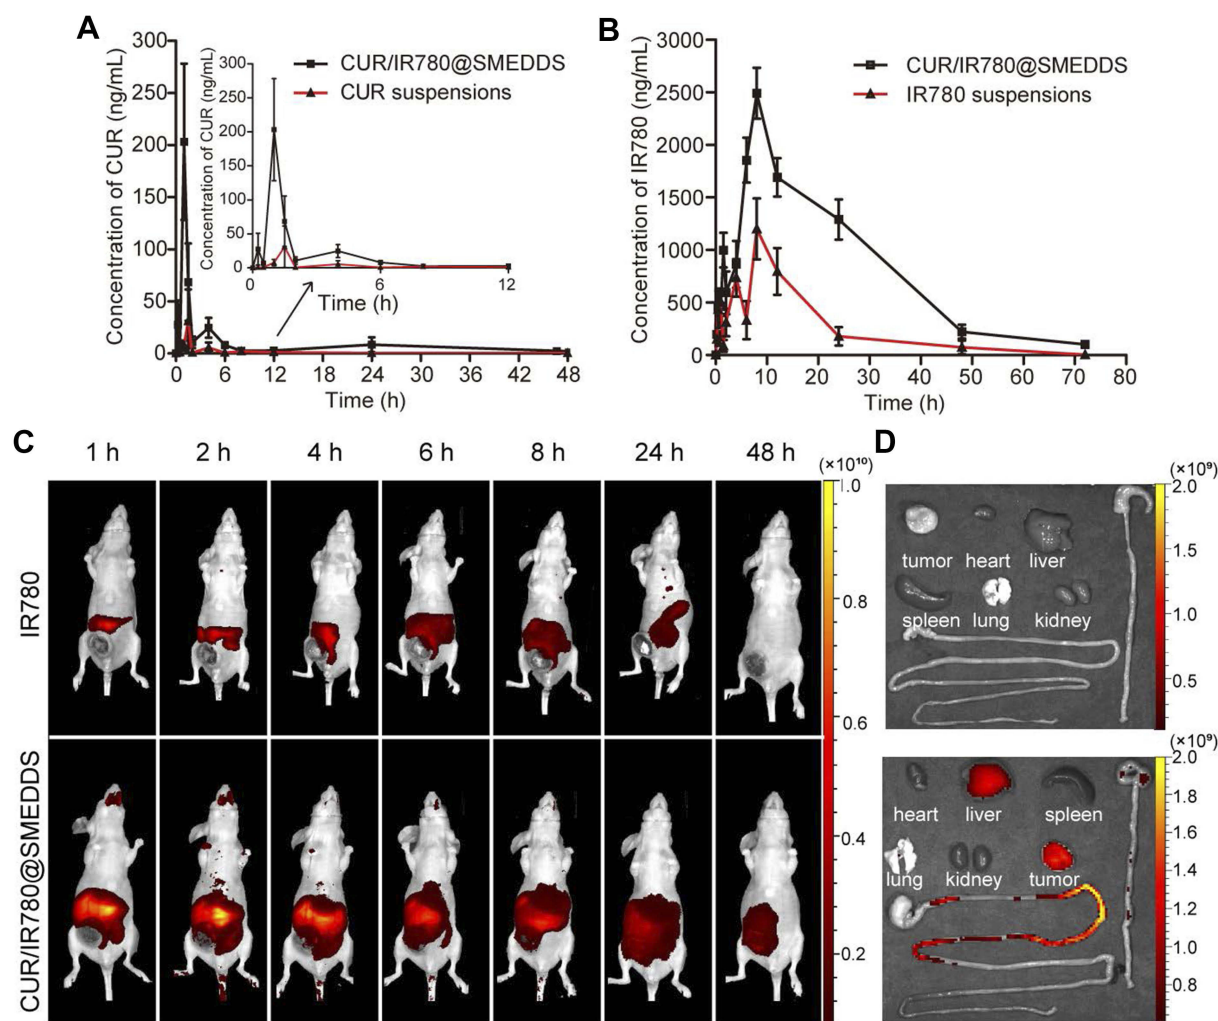 A
Concentration of CUR (ng/mL)
300
250
200
150
100
50
0
0 6 12 18 24 30 36 42 48
Time (h)
Concentration of CUR (ng/mL)
300
250
200
150
100
50
0
0 6 12
Time (h)
CUR/IR780@SMEDDS
CUR suspensions
B
Concentration of IR780 (ng/mL)
3000
2500
2000
1500
1000
500
0
0 10 20 30 40 50 60 70 80
Time (h)
CUR/IR780@SMEDDS
IR780 suspensions
C
1 h 2 h 4 h 6 h 8 h 24 h 48 h
IR780
CUR/IR780@SMEDDS
(×10¹⁰)
1.0
0.8
0.6
0.4
0.2
D
(×10⁹)
2.0
1.5
1.0
0.5
tumor heart liver
spleen lung kidney
(×10⁹)
2.0
1.8
1.6
1.4
1.2
1.0
0.8
heart liver spleen
lung kidney tumor